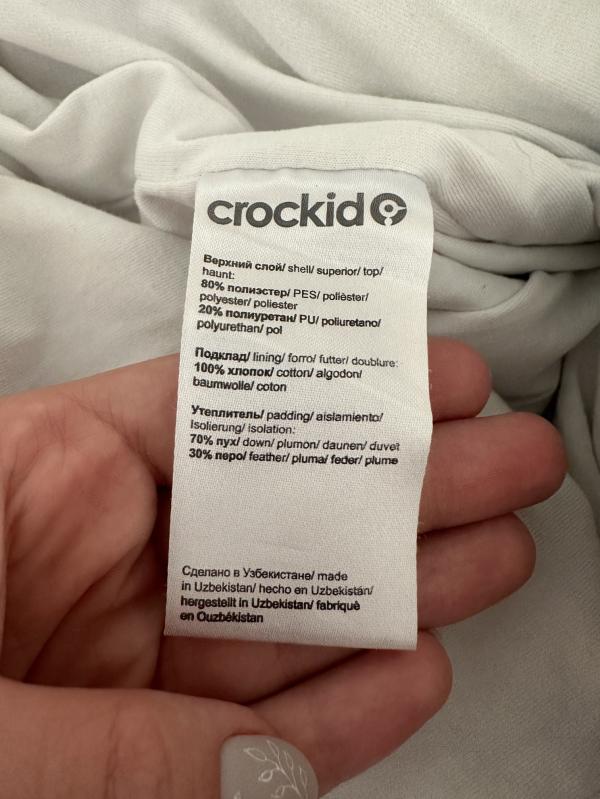 crockid
Верхний слой/ shell/ superior/ top/
haunt:
80% полиэстер/ PES/ polièster/
polyester/ poliester
20% полиуретан/ PU/ poliuretano/
polyurethan/ pol
Подклад/ lining/ forro/ futter/ doublure:
100% хлопок/ cotton/ algodon/
baumwolle/ coton
Утеплитель/ padding/ aislamiento/
Isolierung/ isolation:
70% пух/ down/ plumon/ daunen/ duvet
30% перо/ feather/ pluma/ feder/ plume
Сделано в Узбекистане/ made
in Uzbekistan/ hecho en Uzbekistán/
hergestellt in Uzbekistan/ fabriquè
en Ouzbékistan